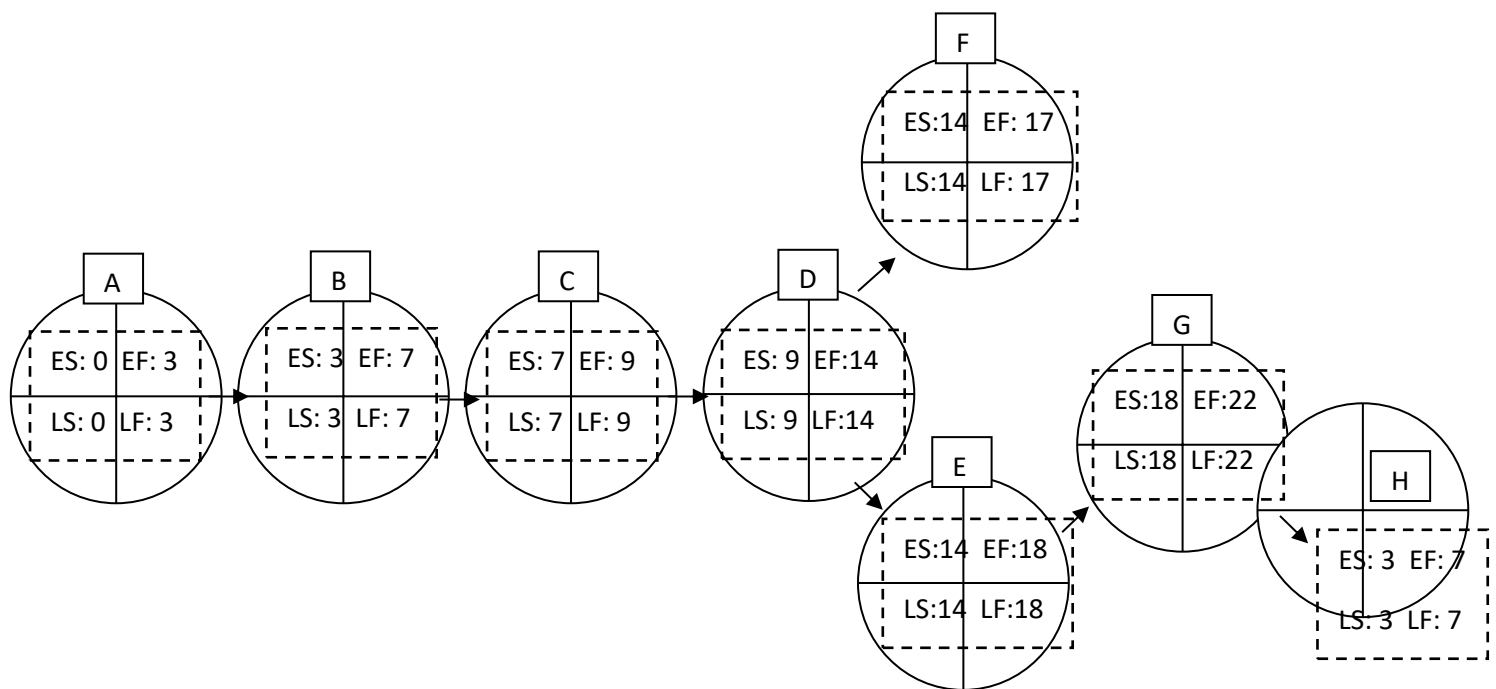 F
ES:14 EF: 17
LS:14 LF: 17
A
ES: 0 EF: 3
LS: 0 LF: 3
B
ES: 3 EF: 7
LS: 3 LF: 7
C
ES: 7 EF: 9
LS: 7 LF: 9
D
ES: 9 EF:14
LS: 9 LF:14
E
ES:14 EF:18
LS:14 LF:18
G
ES:18 EF:22
LS:18 LF:22
H
ES: 3 EF: 7
LS: 3 LF: 7